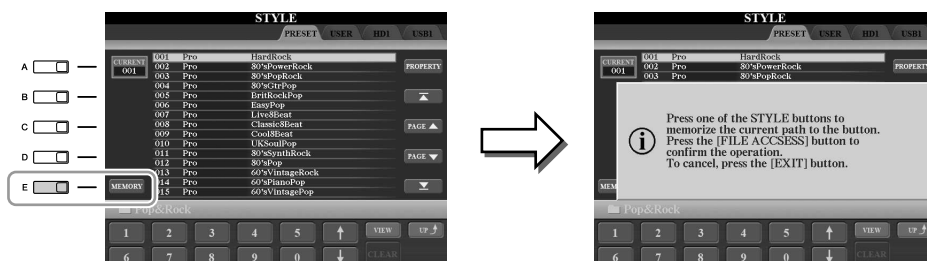 STYLE
PRESET USER HD1 USB1
CURRENT
001
001 Pro HardRock
002 Pro 80'sPowerRock
003 Pro 80'sPopRock
004 Pro 80'sGtrPop
005 Pro BritRockPop
006 Pro EasyPop
007 Pro Live8Beat
008 Pro Classic8Beat
009 Pro Cool8Beat
010 Pro UKSoulPop
011 Pro 80'sSynthRock
012 Pro 80'sPop
013 Pro 60'sVintageRock
014 Pro 60'sPianoPop
015 Pro 60'sVintagePop
PROPERTY
PAGE
PAGE
A
B
C
D
E
MEMORY
Pop&Rock
1 2 3 4 5 VIEW UP
6 7 8 9 0 CLEAR
STYLE
PRESET USER HD1 USB1
CURRENT
001
001 Pro HardRock
002 Pro 80'sPowerRock
003 Pro 80'sPopRock
PROPERTY
Press one of the STYLE buttons to
memorize the current path to the button.
Press the [FILE ACCSESS] button to
confirm the operation.
To cancel, press the [EXIT] button.
MEM
Pop&Rock
1 2 3 4 5 VIEW UP
6 7 8 9 0 CLEAR